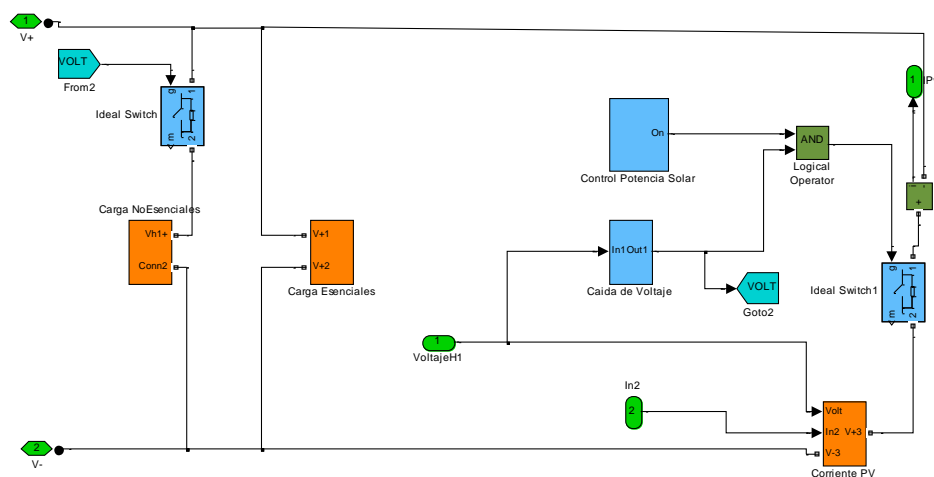 1
V+
VOLT
From2
Ideal Switch
g
1
m
2
Carga NoEsenciales
Vh1+
Conn2
V+1
V+2
Carga Esenciales
On
Control Potencia Solar
AND
Logical
Operator
1
IP
+
In1 Out1
Caida de Voltaje
VOLT
Goto2
g
1
m
2
Ideal Switch1
1
VoltajeH1
In2
2
Volt
In2
V+3
V-3
Corriente PV
2
V-